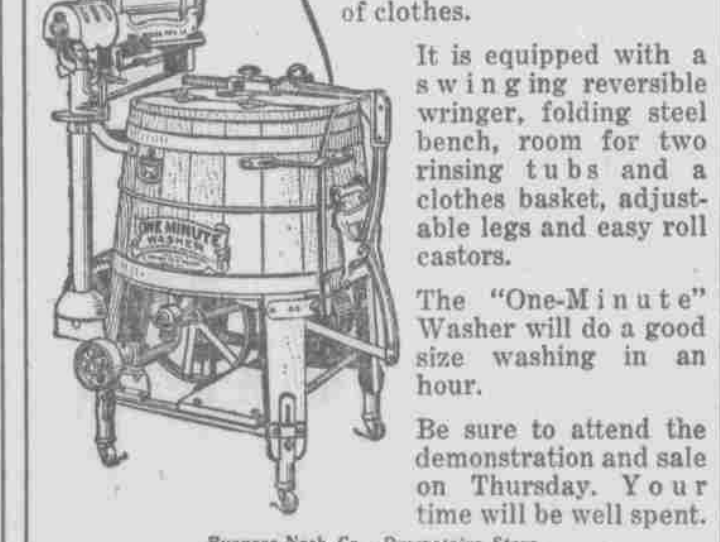 of clothes.
It is equipped with a
swinging reversible
wringer, folding steel
bench, room for two
rinsing tubs and a
clothes basket, adjust-
able legs and easy roll
castors.
The "One-Minute"
Washer will do a good
size washing in an
hour.
Be sure to attend the
demonstration and sale
on Thursday. Your
time will be well spent.
ONE MINUTE
WASHER